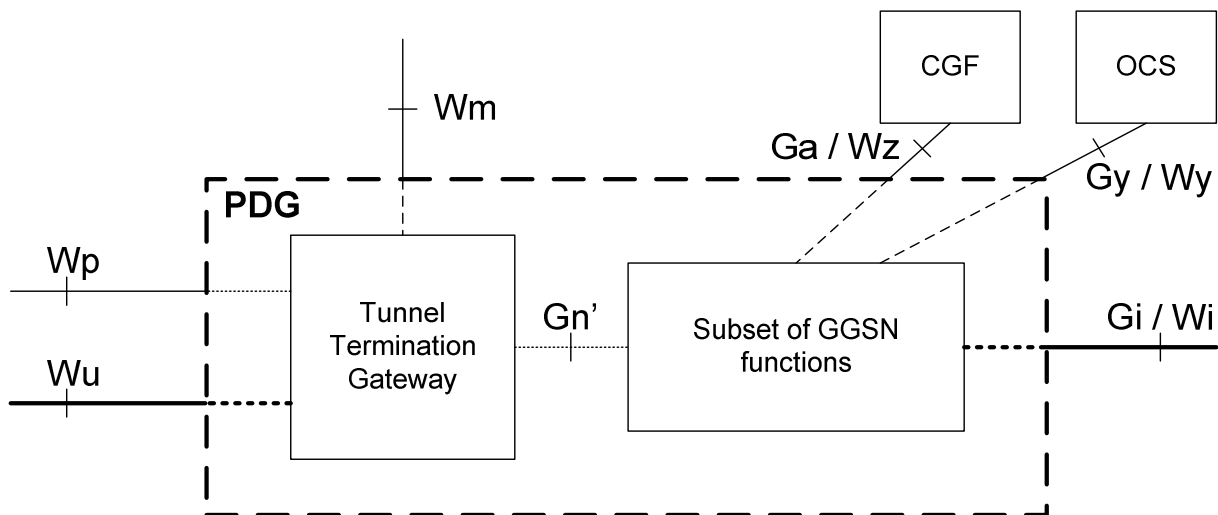 CGF
OCS
Wm
Ga / Wz
Gy / Wy
PDG
Wp
Tunnel
Termination
Gateway
Gn’
Subset of GGSN
functions
Gi / Wi
Wu